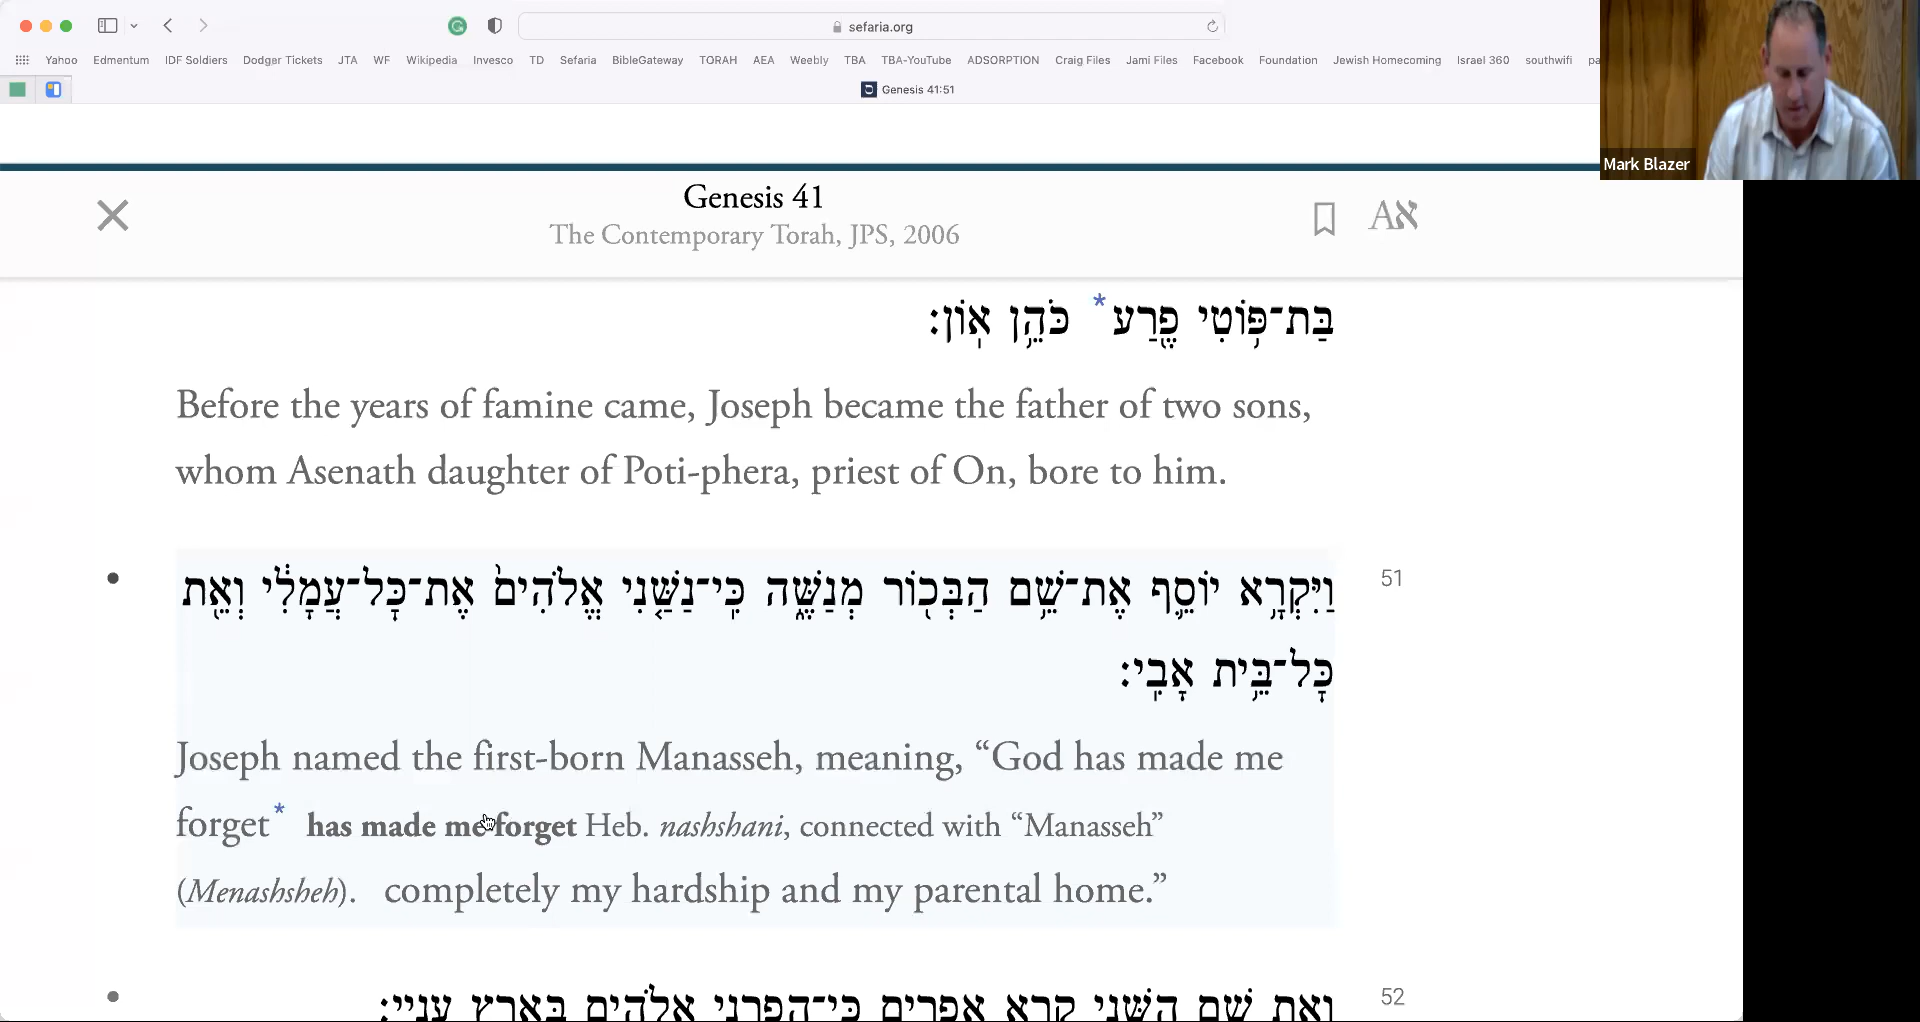 sefaria.org
Yahoo Edmentum IDF Soldiers Dodger Tickets JTA WF Wikipedia Invesco TD Sefaria BibleGateway TORAH AEA Weebly TBA TBA-YouTube ADSORPTION Craig Files Jami Files Facebook Foundation Jewish Homecoming Israel 360 southwifi
Genesis 41:51
Mark Blazer
Genesis 41
The Contemporary Torah, JPS, 2006
Aא
בַּת־פּ֥וֹטִי פֶ֖רַע* כֹּהֵ֥ן אֽוֹן׃
Before the years of famine came, Joseph became the father of two sons,
whom Asenath daughter of Poti-phera, priest of On, bore to him.
51
וַיִּקְרָ֥א יוֹסֵ֛ף אֶת־שֵׁ֥ם הַבְּכ֖וֹר מְנַשֶּׁ֑ה כִּֽי־נַשַּׁ֤נִי אֱלֹהִים֙ אֶת־כׇּל־עֲמָלִ֔י וְאֵ֖ת
כׇּל־בֵּ֥ית אָבִֽי׃
Joseph named the first-born Manasseh, meaning, “God has made me
forget* has made me forget Heb. nashshani, connected with “Manasseh”
(Menashsheh). completely my hardship and my parental home.”
52
וְאֵ֛ת שֵׁ֥ם הַשֵּׁנִ֖י קָרָ֣א אֶפְרָ֑יִם כִּֽי־הִפְרַ֥נִי אֱלֹהִ֖ים בְּאֶ֥רֶץ עׇנְיִֽי׃